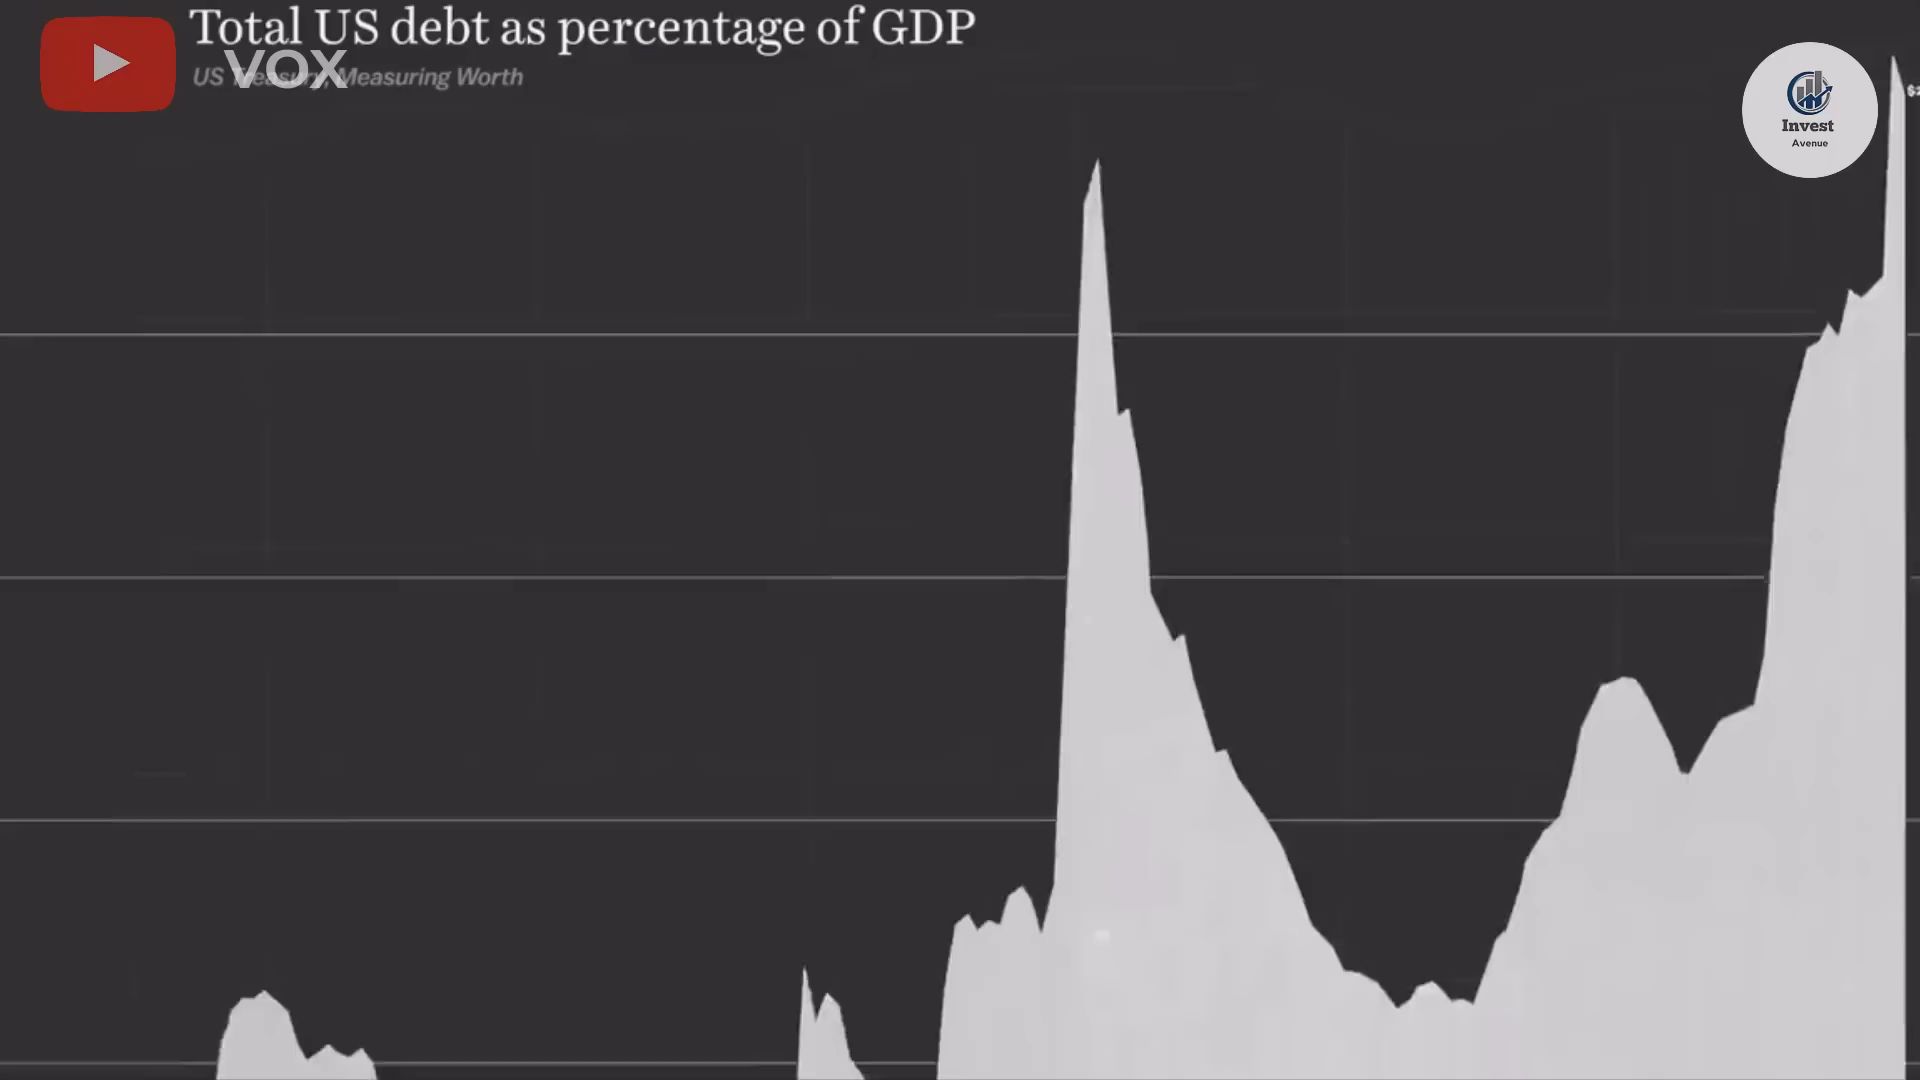 Total US debt as percentage of GDP
VOX
US Treasury, Measuring Worth
Invest
Avenue